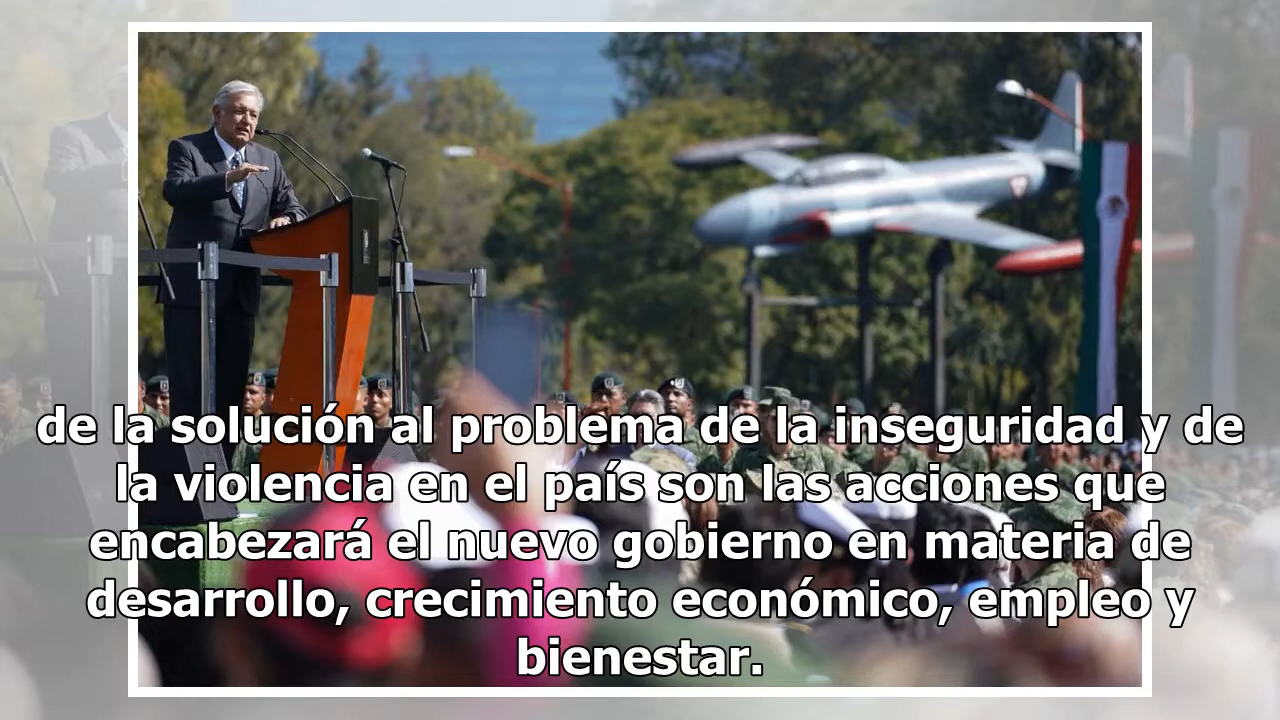 de la solución al problema de la inseguridad y de
la violencia en el país son las acciones que
encabezará el nuevo gobierno en materia de
desarrollo, crecimiento económico, empleo y
bienestar.